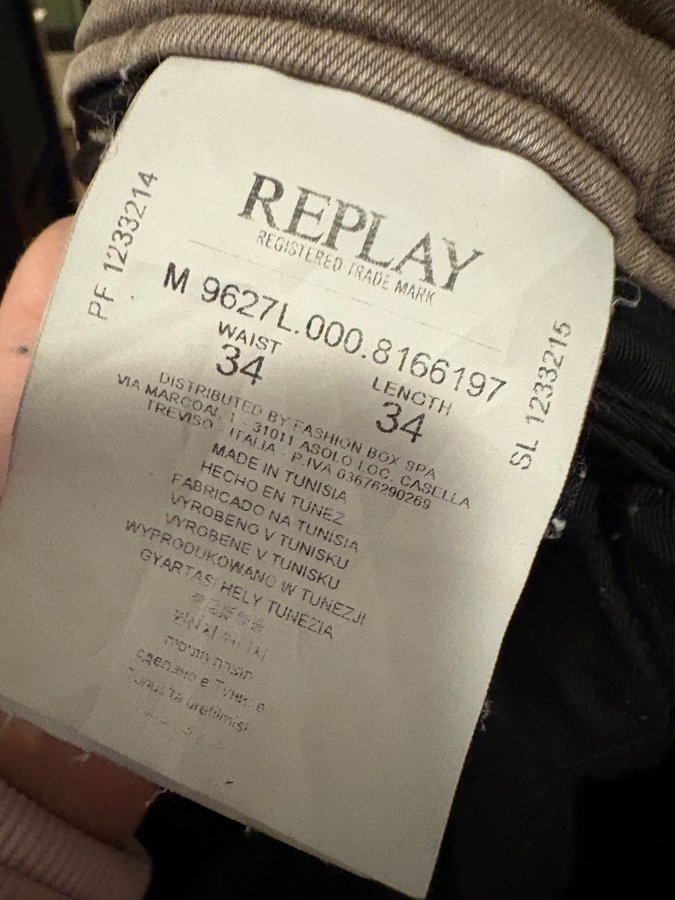 REPLAY
REGISTERED TRADE MARK
M 9627L.000.8166197
WAIST
34
LENGTH
34
DISTRIBUTED BY FASHION BOX SPA
VIA MARCOAI, 1 - 31011 ASOLO LOC. CASELLA
TREVISO - ITALIA - P.IVA 03676290269
MADE IN TUNISIA
HECHO EN TUNEZ
FABRICADO NA TUNISIA
VYROBENO V TUNISKU
VYROBENE V TUNISKU
WYPRODUKOWANO W TUNEZJI
GYARTASI HELY TUNEZIA
сделано в Тунисе
PF 1233214
SL 1233215